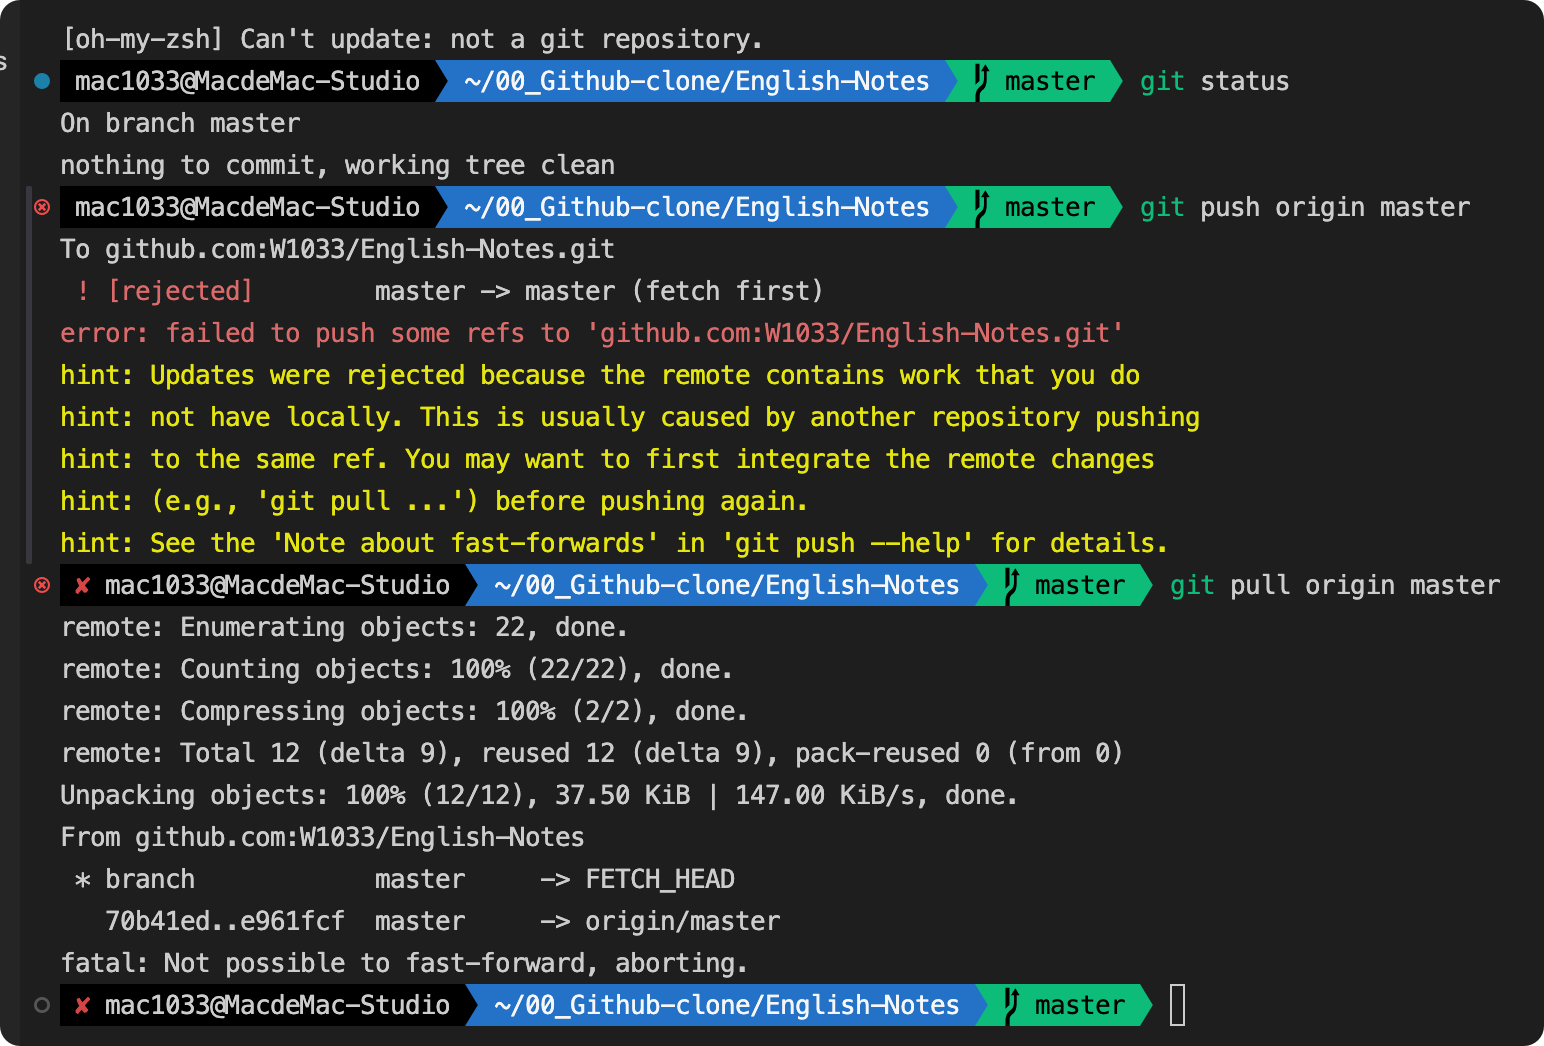 [oh-my-zsh] Can't update: not a git repository.
s
mac1033@MacdeMac-Studio ~/00_Github-clone/English-Notes master git status
On branch master
nothing to commit, working tree clean
mac1033@MacdeMac-Studio ~/00_Github-clone/English-Notes master git push origin master
To github.com:W1033/English-Notes.git
! [rejected] master -> master (fetch first)
error: failed to push some refs to 'github.com:W1033/English-Notes.git'
hint: Updates were rejected because the remote contains work that you do
hint: not have locally. This is usually caused by another repository pushing
hint: to the same ref. You may want to first integrate the remote changes
hint: (e.g., 'git pull ...') before pushing again.
hint: See the 'Note about fast-forwards' in 'git push --help' for details.
✘ mac1033@MacdeMac-Studio ~/00_Github-clone/English-Notes master git pull origin master
remote: Enumerating objects: 22, done.
remote: Counting objects: 100% (22/22), done.
remote: Compressing objects: 100% (2/2), done.
remote: Total 12 (delta 9), reused 12 (delta 9), pack-reused 0 (from 0)
Unpacking objects: 100% (12/12), 37.50 KiB | 147.00 KiB/s, done.
From github.com:W1033/English-Notes
* branch master -> FETCH_HEAD
70b41ed..e961fcf master -> origin/master
fatal: Not possible to fast-forward, aborting.
✘ mac1033@MacdeMac-Studio ~/00_Github-clone/English-Notes master